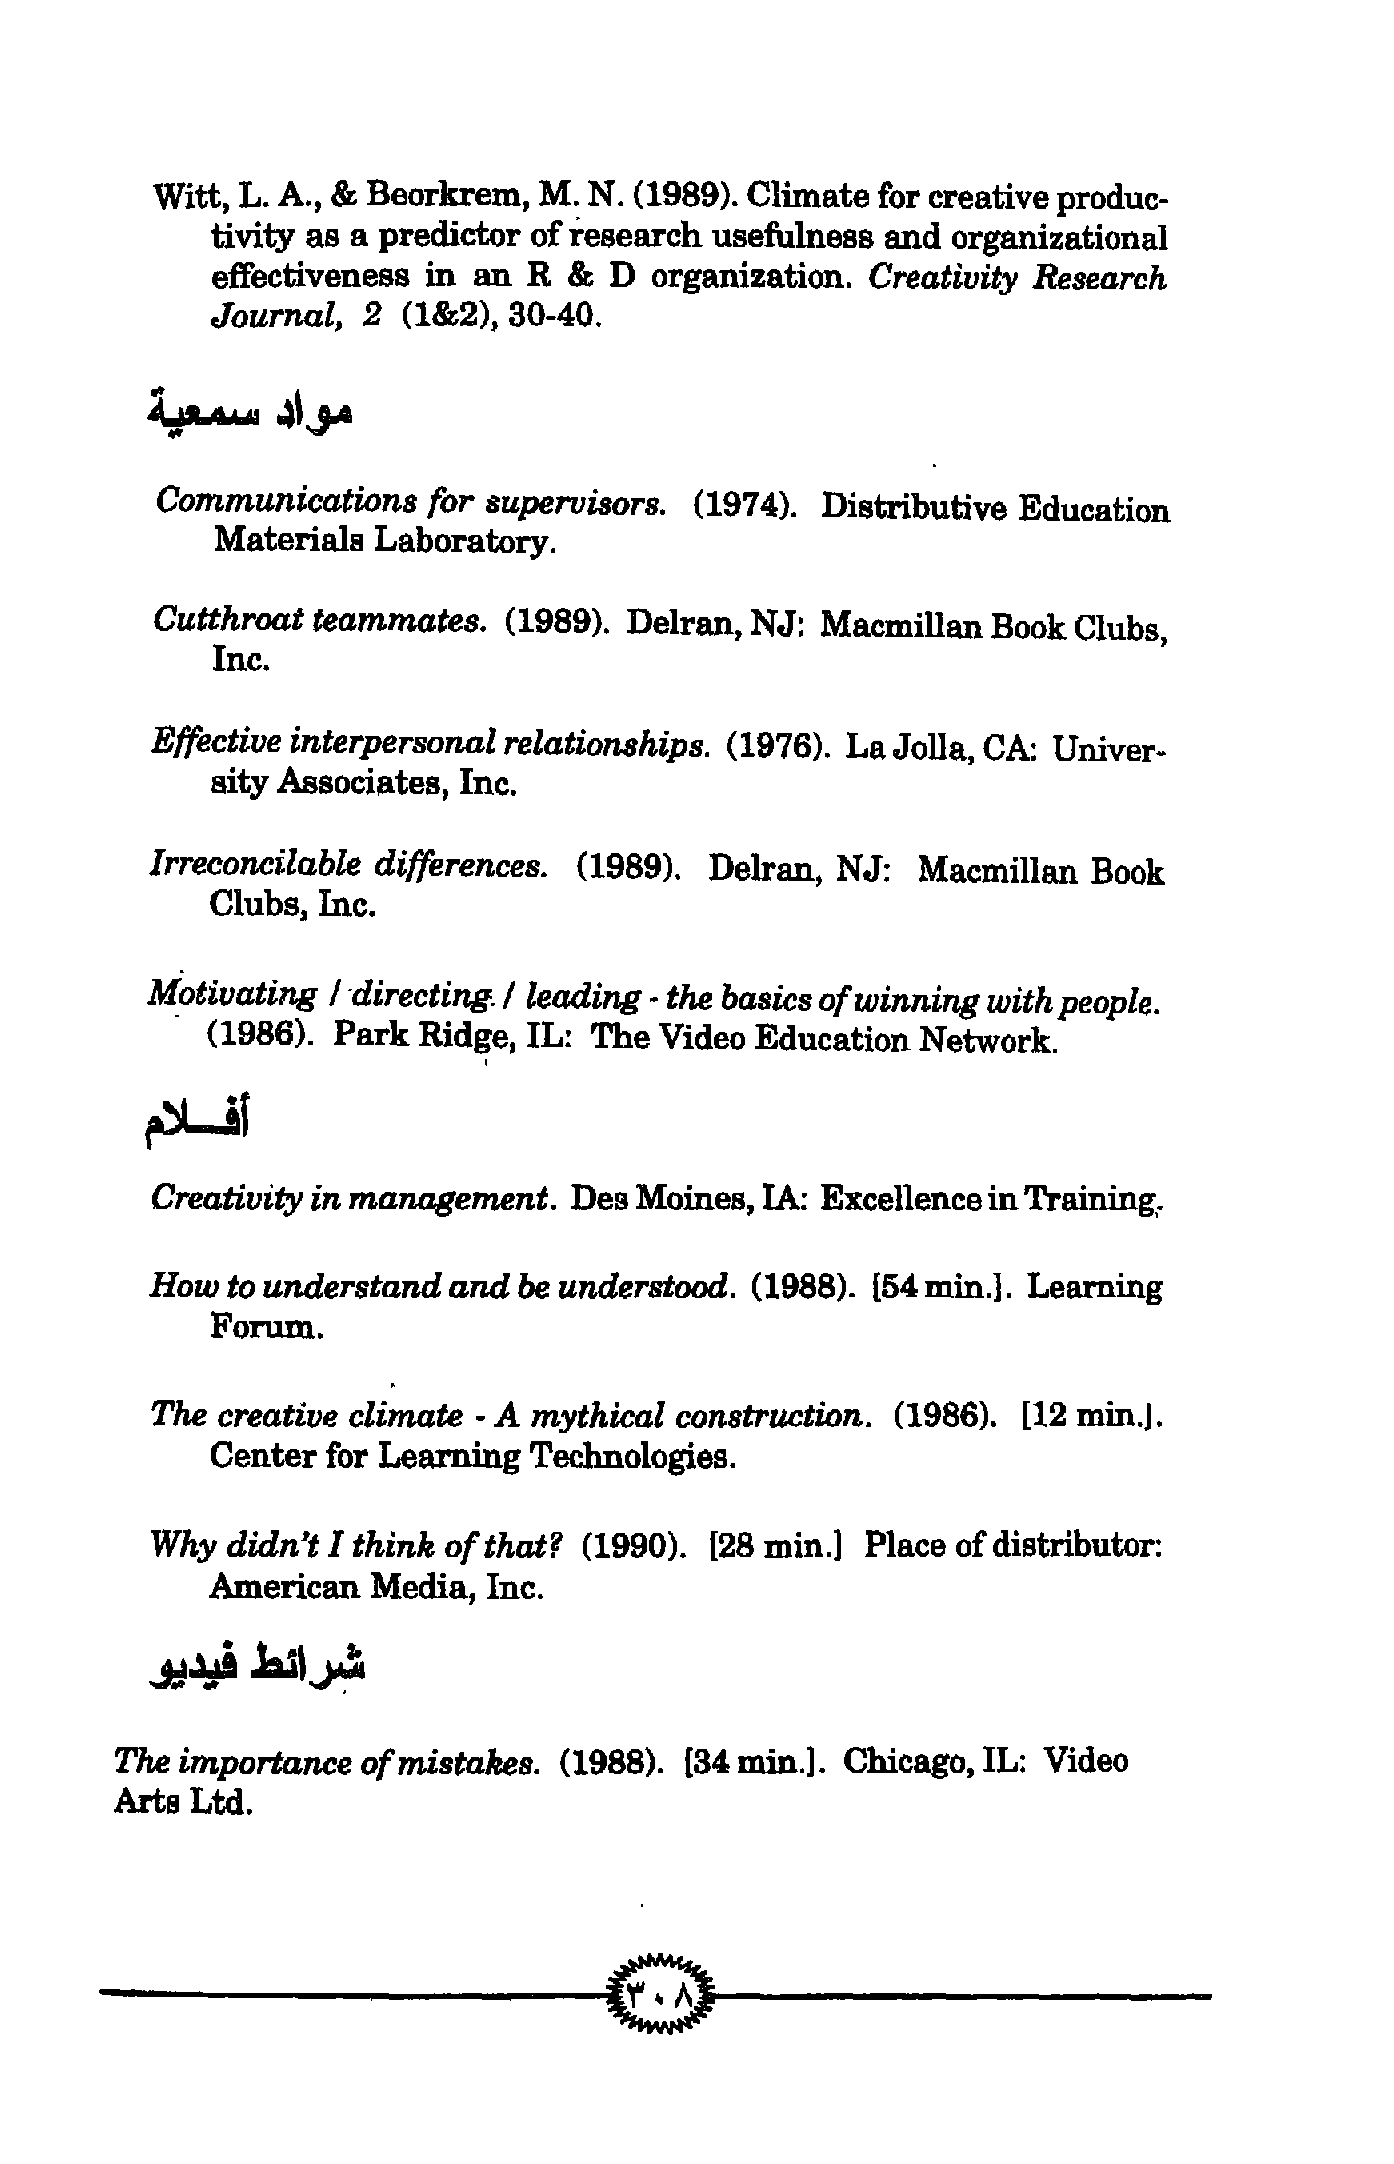 Witt, L. A., & Beorkrem, M. N. (1989). Climate for creative produc-
tivity as a predictor of research usefulness and organizational
effectiveness in an R & D organization. Creativity Research
Journal, 2 (1&2), 30-40.
مواد سمعية
Communications for supervisors. (1974). Distributive Education
Materials Laboratory.
Cutthroat teammates. (1989). Delran, NJ: Macmillan Book Clubs,
Inc.
Effective interpersonal relationships. (1976). La Jolla, CA: Univer-
sity Associates, Inc.
Irreconcilable differences. (1989). Delran, NJ: Macmillan Book
Clubs, Inc.
Motivating / directing / leading - the basics of winning with people.
(1986). Park Ridge, IL: The Video Education Network.
أفـــلام
Creativity in management. Des Moines, IA: Excellence in Training.
How to understand and be understood. (1988). [54 min.]. Learning
Forum.
The creative climate - A mythical construction. (1986). [12 min.].
Center for Learning Technologies.
Why didn't I think of that? (1990). [28 min.] Place of distributor:
American Media, Inc.
شرائط فيديو
The importance of mistakes. (1988). [34 min.]. Chicago, IL: Video
Arts Ltd.
٣٠٨